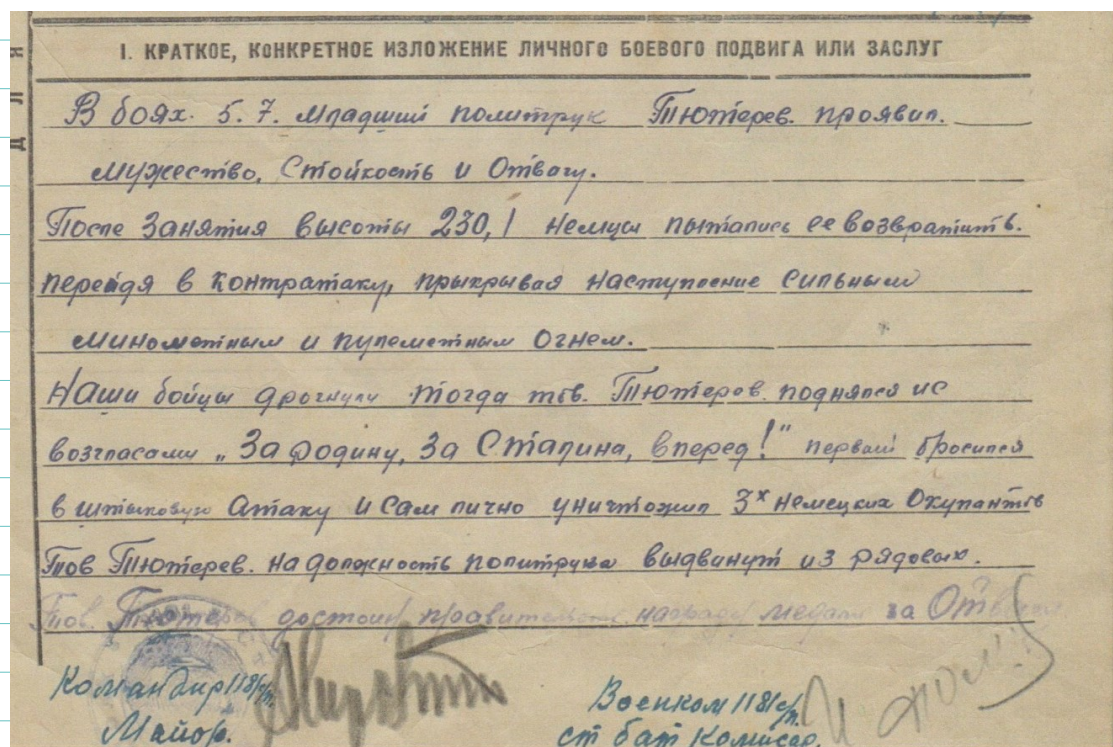 I. КРАТКОЕ, КОНКРЕТНОЕ ИЗЛОЖЕНИЕ ЛИЧНОГО БОЕВОГО ПОДВИГА ИЛИ ЗАСЛУГ
В боях. 5.7. младший политрук Тютерев. проявил.
мужество, Стойкость и Отвагу.
После Занятия высоты 230,1 немцы пытались ее возвратить.
перейдя в контратаку, прыкрывая наступление сильным
минометным и пулеметным Огнем.
Наши бойцы дрогнули тогда тов. Тютерев. поднялся и с
возгласами „За родину, За Сталина, вперед!" первый бросился
в штыковую Атаку и Сам лично уничтожил 3х немецких Окупантов
Тов Тютерев. на должность политрука выдвинут из рядовых.
Тов. Тютерев достоин правительств. награды медали за Отвагу
Командир 1181 с/п.
Майор.
Военком 1181 с/п.
ст бат Комисар.